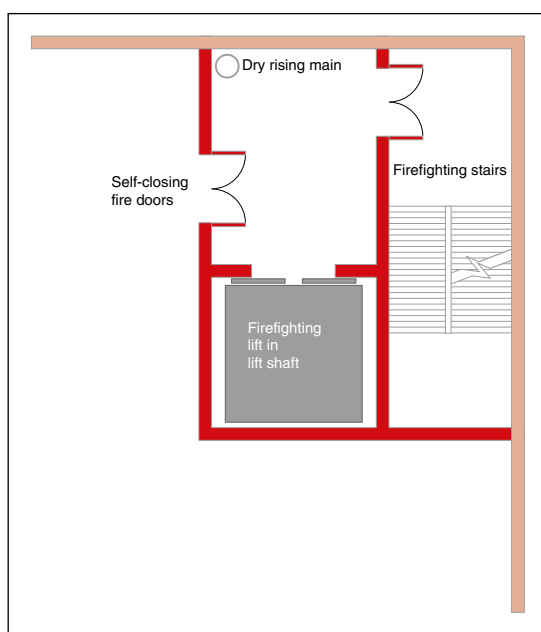 Dry rising main
Firefighting stairs
Self-closing
fire doors
Firefighting
lift in
lift shaft